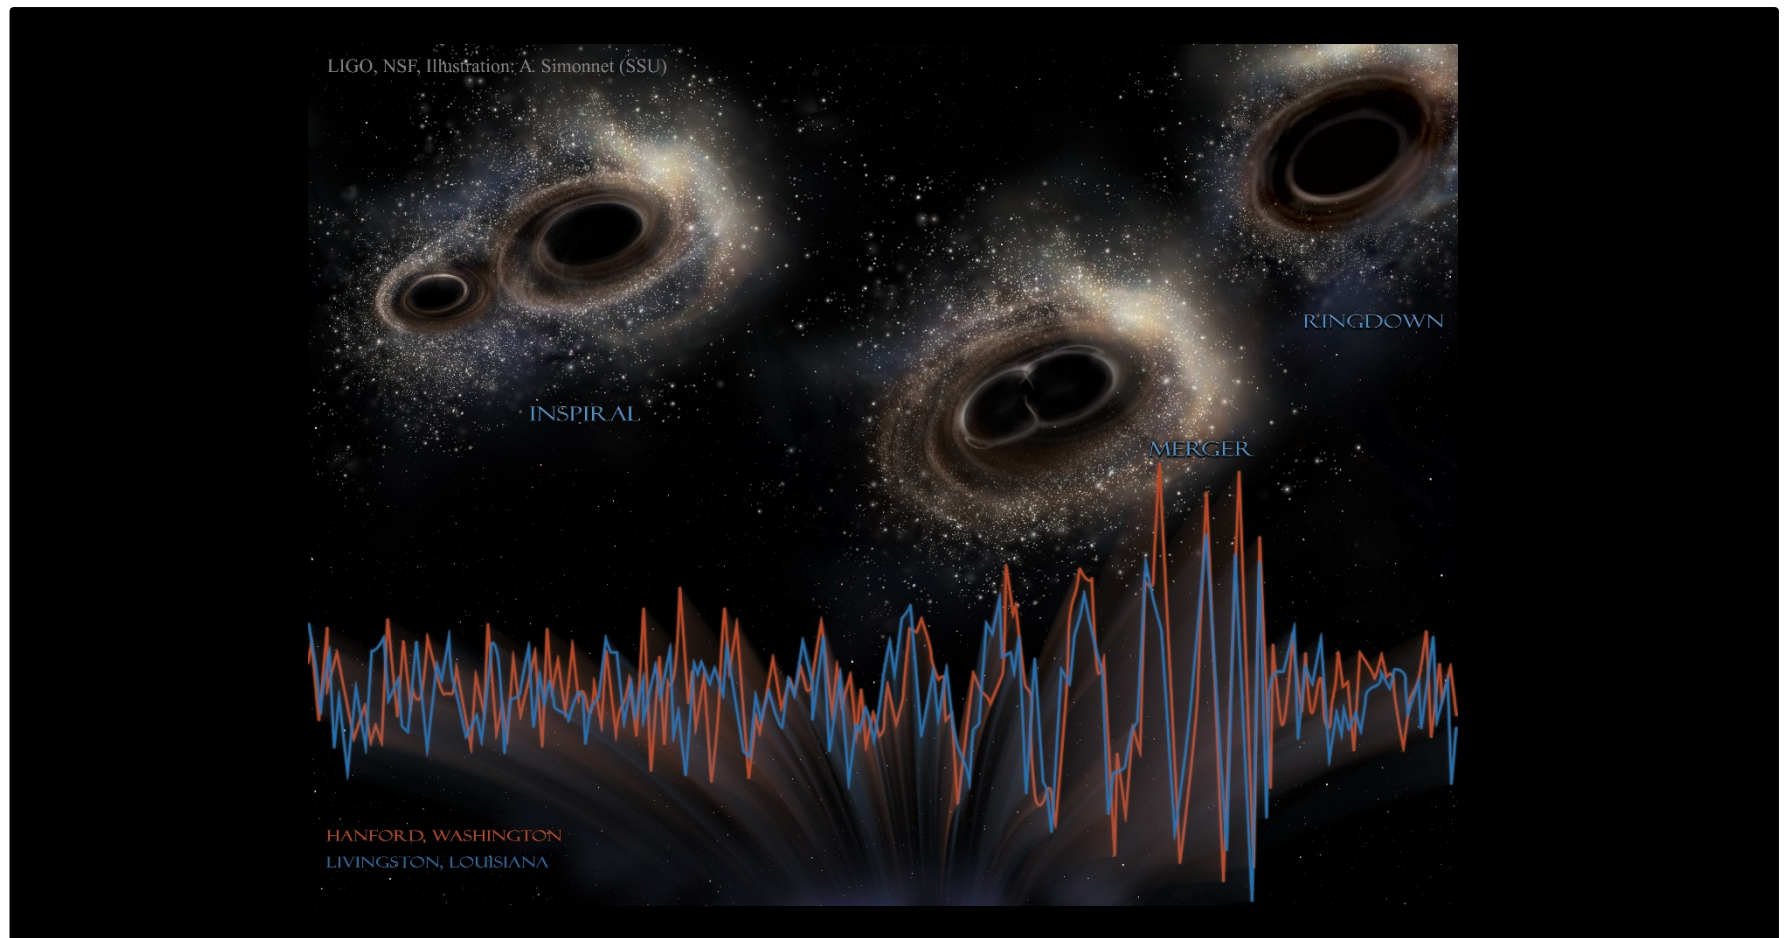 LIGO, NSF, Illustration: A. Simonnet (SSU)
RINGDOWN
INSPIRAL
MERGER
HANFORD, WASHINGTON
LIVINGSTON, LOUISIANA